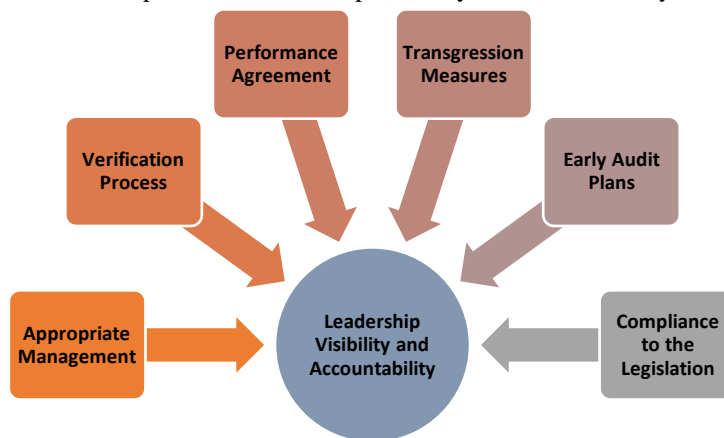 Performance
Agreement
Transgression
Measures
Verification
Process
Early Audit
Plans
Appropriate
Management
Leadership
Visibility and
Accountability
Compliance
to the
Legislation